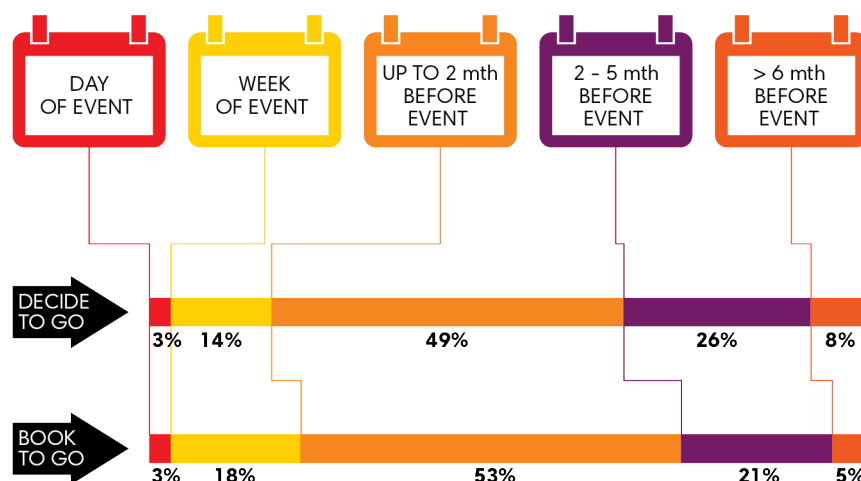 DAY
OF EVENT
WEEK
OF EVENT
UP TO 2 mth
BEFORE
EVENT
2 - 5 mth
BEFORE
EVENT
> 6 mth
BEFORE
EVENT
DECIDE
TO GO
3% 14% 49% 26% 8%
BOOK
TO GO
3% 18% 53% 21% 5%